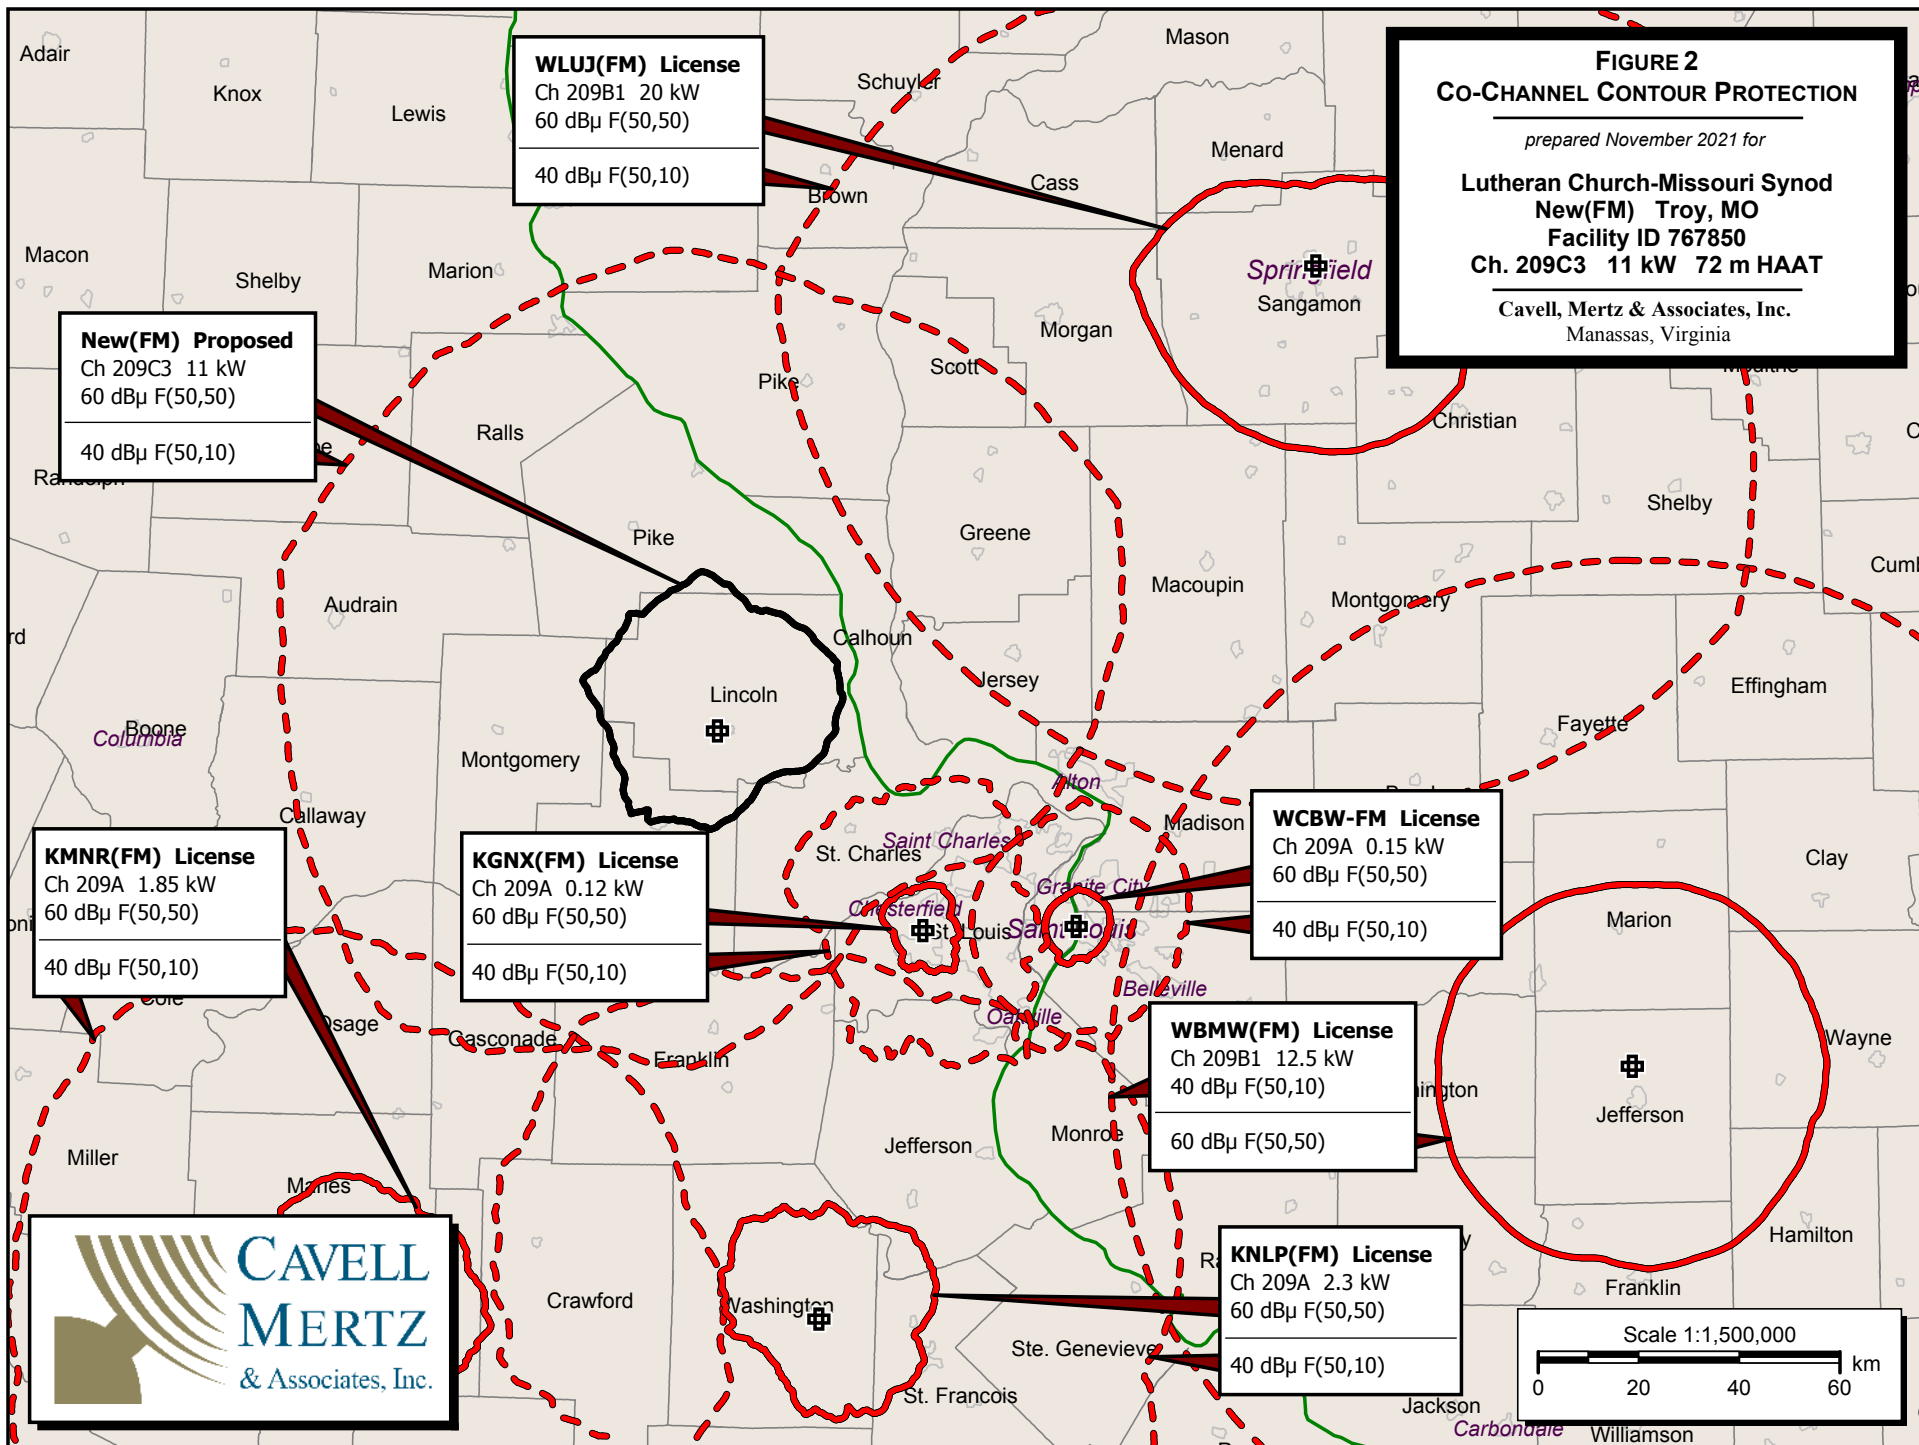 FIGURE 2
CO-CHANNEL CONTOUR PROTECTION
prepared November 2021 for
Lutheran Church-Missouri Synod
New(FM) Troy, MO
Facility ID 767850
Ch. 209C3 11 kW 72 m HAAT
Cavell, Mertz & Associates, Inc.
Manassas, Virginia
WLUJ(FM) License
Ch 209B1 20 kW
60 dBµ F(50,50)
40 dBµ F(50,10)
New(FM) Proposed
Ch 209C3 11 kW
60 dBµ F(50,50)
40 dBµ F(50,10)
KMNR(FM) License
Ch 209A 1.85 kW
60 dBµ F(50,50)
40 dBµ F(50,10)
KGNX(FM) License
Ch 209A 0.12 kW
60 dBµ F(50,50)
40 dBµ F(50,10)
WCBW-FM License
Ch 209A 0.15 kW
60 dBµ F(50,50)
40 dBµ F(50,10)
WBMW(FM) License
Ch 209B1 12.5 kW
40 dBµ F(50,10)
60 dBµ F(50,50)
KNLP(FM) License
Ch 209A 2.3 kW
60 dBµ F(50,50)
40 dBµ F(50,10)
Adair
Knox
Lewis
Schuyler
Mason
Menard
Cass
Brown
Macon
Shelby
Marion
Springfield
Sangamon
Morgan
Scott
Pike
Christian
Ralls
Randolph
Shelby
Pike
Greene
Macoupin
Montgomery
Audrain
Calhoun
Jersey
Lincoln
Effingham
Fayette
Boone
Columbia
Montgomery
Alton
Callaway
Madison
Saint Charles
St. Charles
Clay
Granite City
Chesterfield
St. Louis
Saint Louis
Marion
Belleville
Oakville
Cole
Osage
Gasconade
Franklin
Wayne
Jefferson
Jefferson
Monroe
Miller
Maries
Hamilton
Crawford
Washington
Franklin
Ste. Genevieve
St. Francois
Jackson
Carbondale
Williamson
CAVELL
MERTZ
& Associates, Inc.
Scale 1:1,500,000
km
0 20 40 60